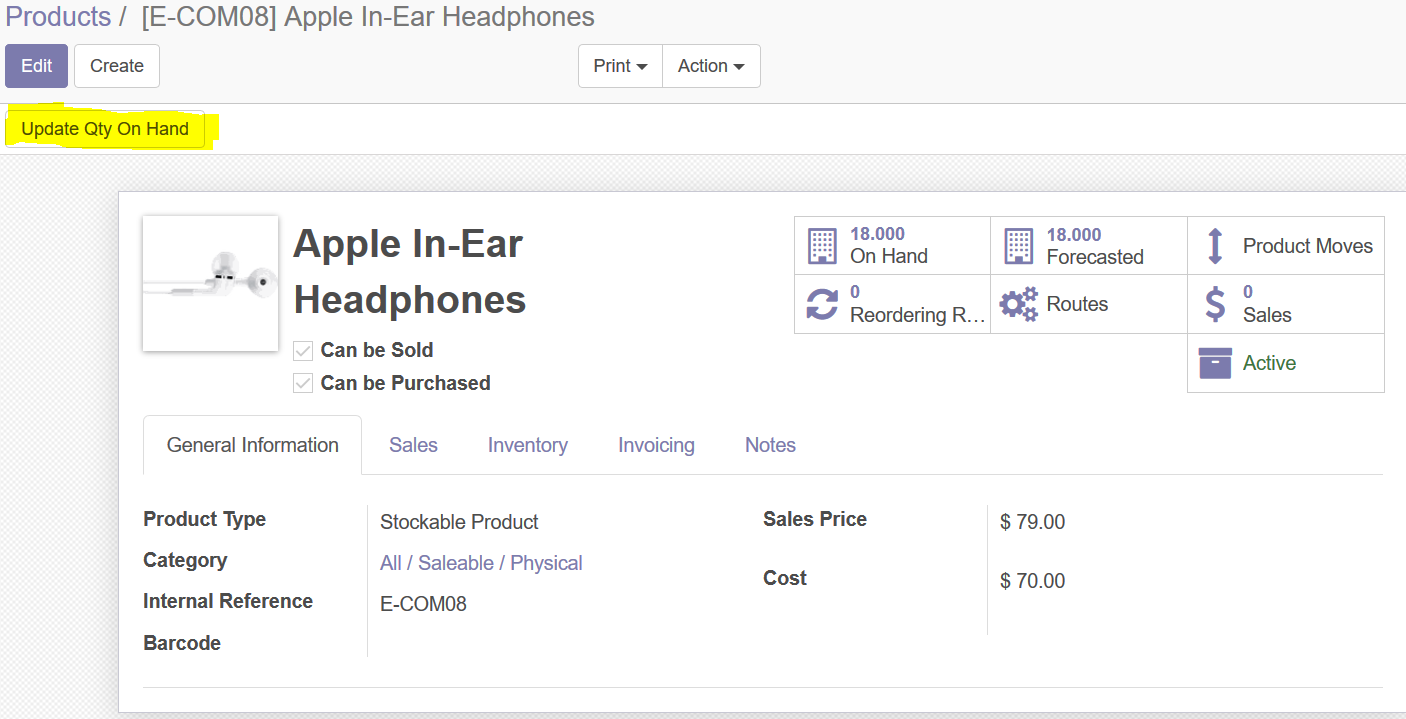 Products / [E-COM08] Apple In-Ear Headphones
Edit Create Print Action
Update Qty On Hand
Apple In-Ear
Headphones
Can be Sold
Can be Purchased
18.000
On Hand
18.000
Forecasted
Product Moves
0
Reordering R...
Routes
0
Sales
Active
General Information Sales Inventory Invoicing Notes
Product Type Stockable Product
Category All / Saleable / Physical
Internal Reference E-COM08
Barcode
Sales Price $ 79.00
Cost $ 70.00